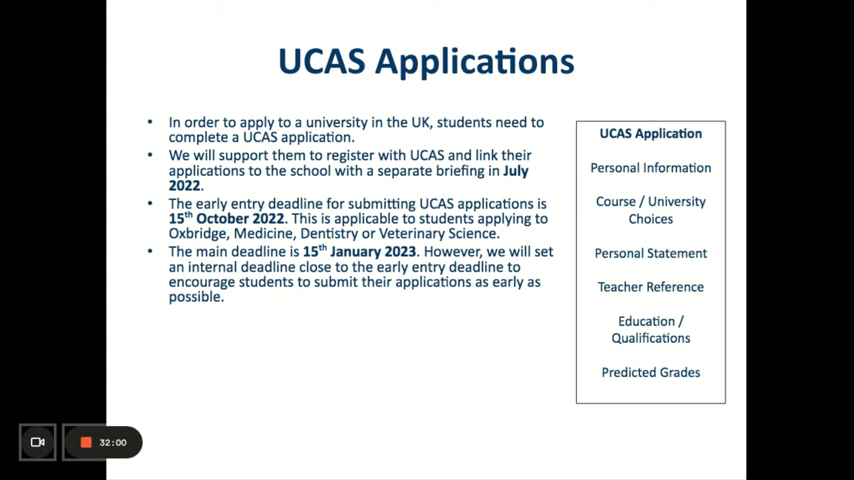 UCAS Applications
• In order to apply to a university in the UK, students need to
complete a UCAS application.
• We will support them to register with UCAS and link their
applications to the school with a separate briefing in July
2022.
• The early entry deadline for submitting UCAS applications is
15th October 2022. This is applicable to students applying to
Oxbridge, Medicine, Dentistry or Veterinary Science.
• The main deadline is 15th January 2023. However, we will set
an internal deadline close to the early entry deadline to
encourage students to submit their applications as early as
possible.
UCAS Application
Personal Information
Course / University
Choices
Personal Statement
Teacher Reference
Education /
Qualifications
Predicted Grades
32:00